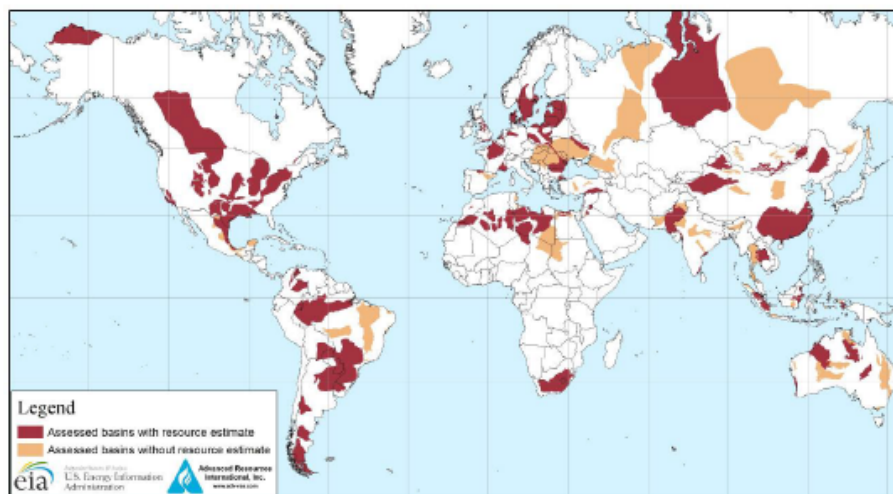 Legend
Assessed basins with resource estimate
Assessed basins without resource estimate
eia
U.S. Energy Information
Administration
Advanced Resources
International, Inc.